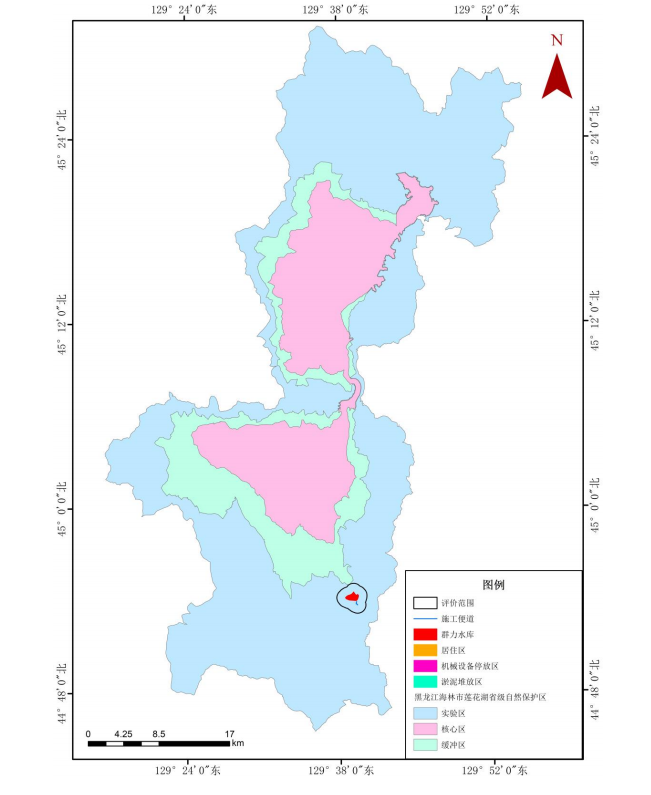 129° 24′0″东
129° 38′0″东
129° 52′0″东
N
45° 24′0″北
45° 24′0″北
45° 12′0″北
45° 12′0″北
45° 0′0″北
45° 0′0″北
44° 48′0″北
44° 48′0″北
图例
评价范围
施工便道
群力水库
居住区
机械设备停放区
淤泥堆放区
黑龙江海林市莲花湖省级自然保护区
实验区
核心区
缓冲区
0 4.25 8.5 17
km
129° 24′0″东
129° 38′0″东
129° 52′0″东